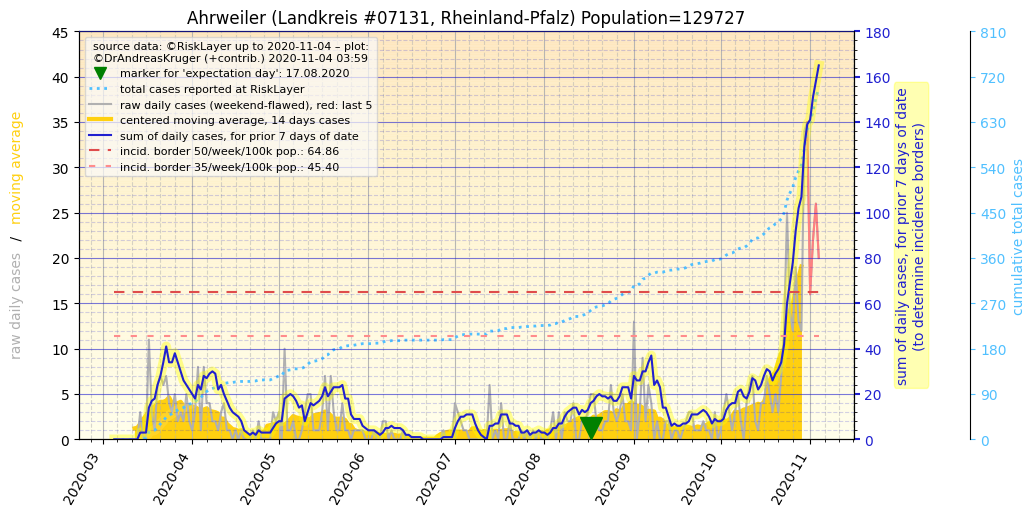 Ahrweiler (Landkreis #07131, Rheinland-Pfalz) Population=129727
source data: ©RiskLayer up to 2020-11-04 – plot:
©DrAndreasKruger (+contrib.) 2020-11-04 03:59
marker for 'expectation day': 17.08.2020
total cases reported at RiskLayer
raw daily cases (weekend-flawed), red: last 5
centered moving average, 14 days cases
sum of daily cases, for prior 7 days of date
incid. border 50/week/100k pop.: 64.86
incid. border 35/week/100k pop.: 45.40
raw daily cases / moving average
45
40
35
30
25
20
15
10
5
0
2020-03
2020-04
2020-05
2020-06
2020-07
2020-08
2020-09
2020-10
2020-11
180
160
140
120
100
80
60
40
20
0
sum of daily cases, for prior 7 days of date
(to determine incidence borders)
810
720
630
540
450
360
270
180
90
0
cumulative total cases